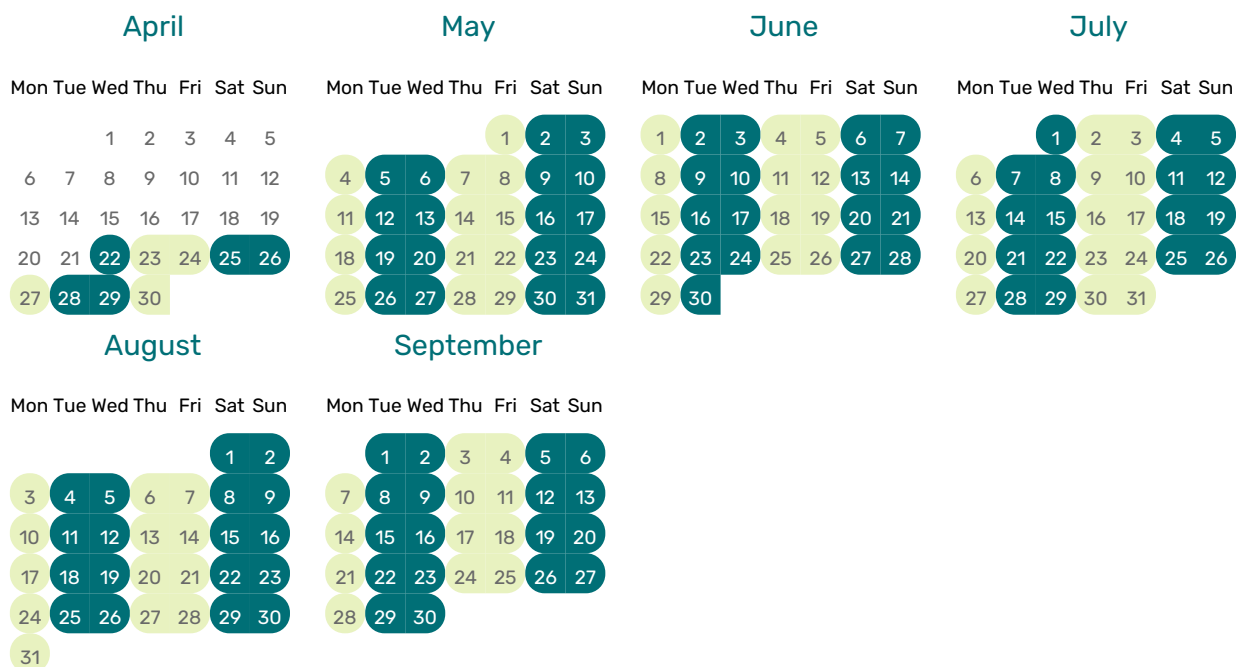 April May June July
Mon Tue Wed Thu Fri Sat Sun Mon Tue Wed Thu Fri Sat Sun Mon Tue Wed Thu Fri Sat Sun Mon Tue Wed Thu Fri Sat Sun
1 2 3 4 5 1 2 3 1 2 3 4 5 6 7 1 2 3 4 5
6 7 8 9 10 11 12 4 5 6 7 8 9 10 8 9 10 11 12 13 14 6 7 8 9 10 11 12
13 14 15 16 17 18 19 11 12 13 14 15 16 17 15 16 17 18 19 20 21 13 14 15 16 17 18 19
20 21 22 23 24 25 26 18 19 20 21 22 23 24 22 23 24 25 26 27 28 20 21 22 23 24 25 26
27 28 29 30 25 26 27 28 29 30 31 29 30 27 28 29 30 31
August September
Mon Tue Wed Thu Fri Sat Sun Mon Tue Wed Thu Fri Sat Sun
1 2 1 2 3 4 5 6
3 4 5 6 7 8 9 7 8 9 10 11 12 13
10 11 12 13 14 15 16 14 15 16 17 18 19 20
17 18 19 20 21 22 23 21 22 23 24 25 26 27
24 25 26 27 28 29 30 28 29 30
31